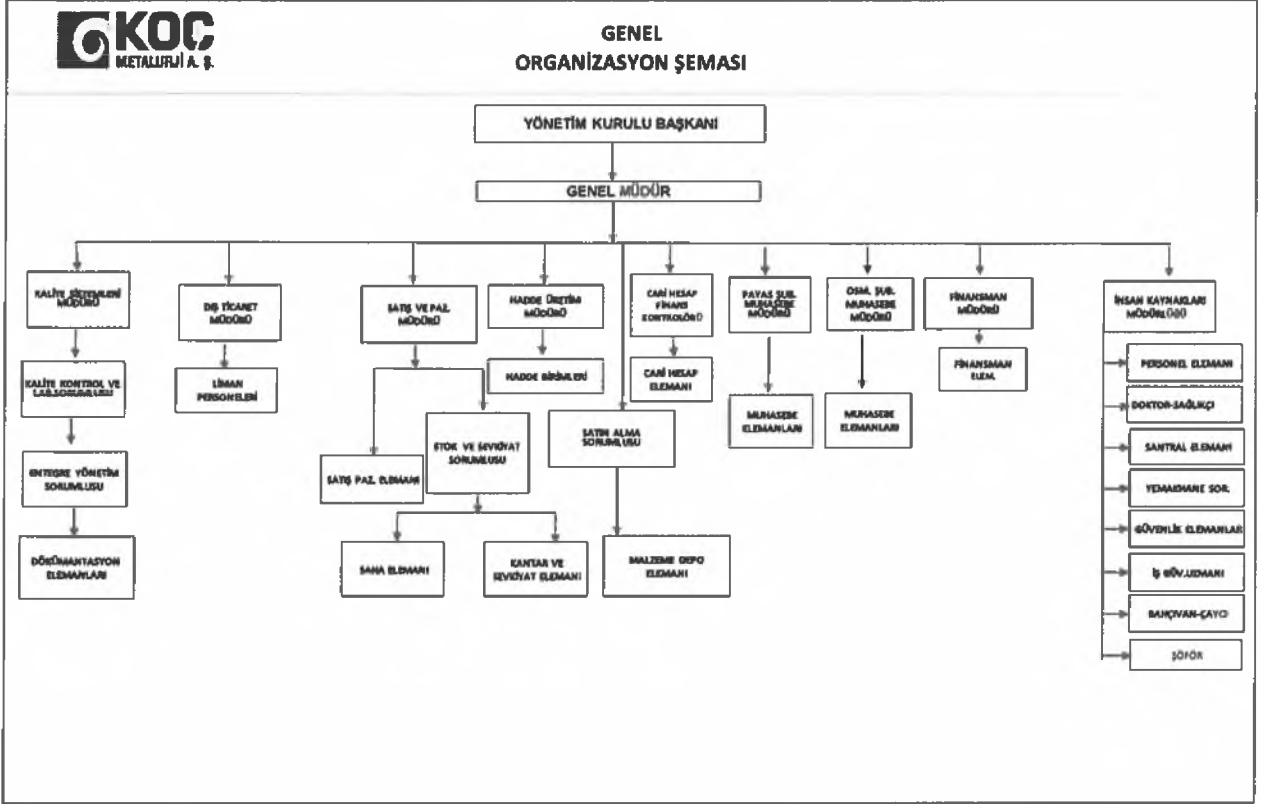 KOÇ
METALURJİ A. Ş.
GENEL
ORGANİZASYON ŞEMASI
YÖNETİM KURULU BAŞKANI
GENEL MÜDÜR
KALİTE SİSTEMLERİ
MÜDÜRÜ
DIŞ TİCARET
MÜDÜRÜ
SATIŞ VE PAZ.
MÜDÜRÜ
HADDE ÜRETİM
MÜDÜRÜ
CARİ HESAP
FİNANS
KONTROLÖRÜ
PAYAS ŞUB.
MUHASEBE
MÜDÜRÜ
OSM. ŞUB.
MUHASEBE
MÜDÜRÜ
FİNANSMAN
MÜDÜRÜ
İNSAN KAYNAKLARI
MÜDÜRLÜĞÜ
KALİTE KONTROL VE
LAB.SORUMLUSU
LİMAN
PERSONELERİ
HADDE BİRİMLERİ
CARİ HESAP
ELEMANI
FİNANSMAN
ELEM.
MUHASEBE
ELEMANLARI
MUHASEBE
ELEMANLARI
ENTEGRE YÖNETİM
SORUMLUSU
SATIŞ PAZ. ELEMANI
STOK VE SEVKİYAT
SORUMLUSU
SATIN ALMA
SORUMLUSU
DÖKÜMANTASYON
ELEMANLARI
SAHA ELEMANI
KANTAR VE
SEVKİYAT ELEMANI
MALZEME DEPO
ELEMANI
PERSONEL ELEMANI
DOKTOR-SAĞLIKÇI
SANTRAL ELEMANI
YEMAKHANE SOR.
GÜVENLİK ELEMANLAR
İŞ GÜV.UZMANI
BAHÇIVAN-ÇAYCI
ŞÖFÖR